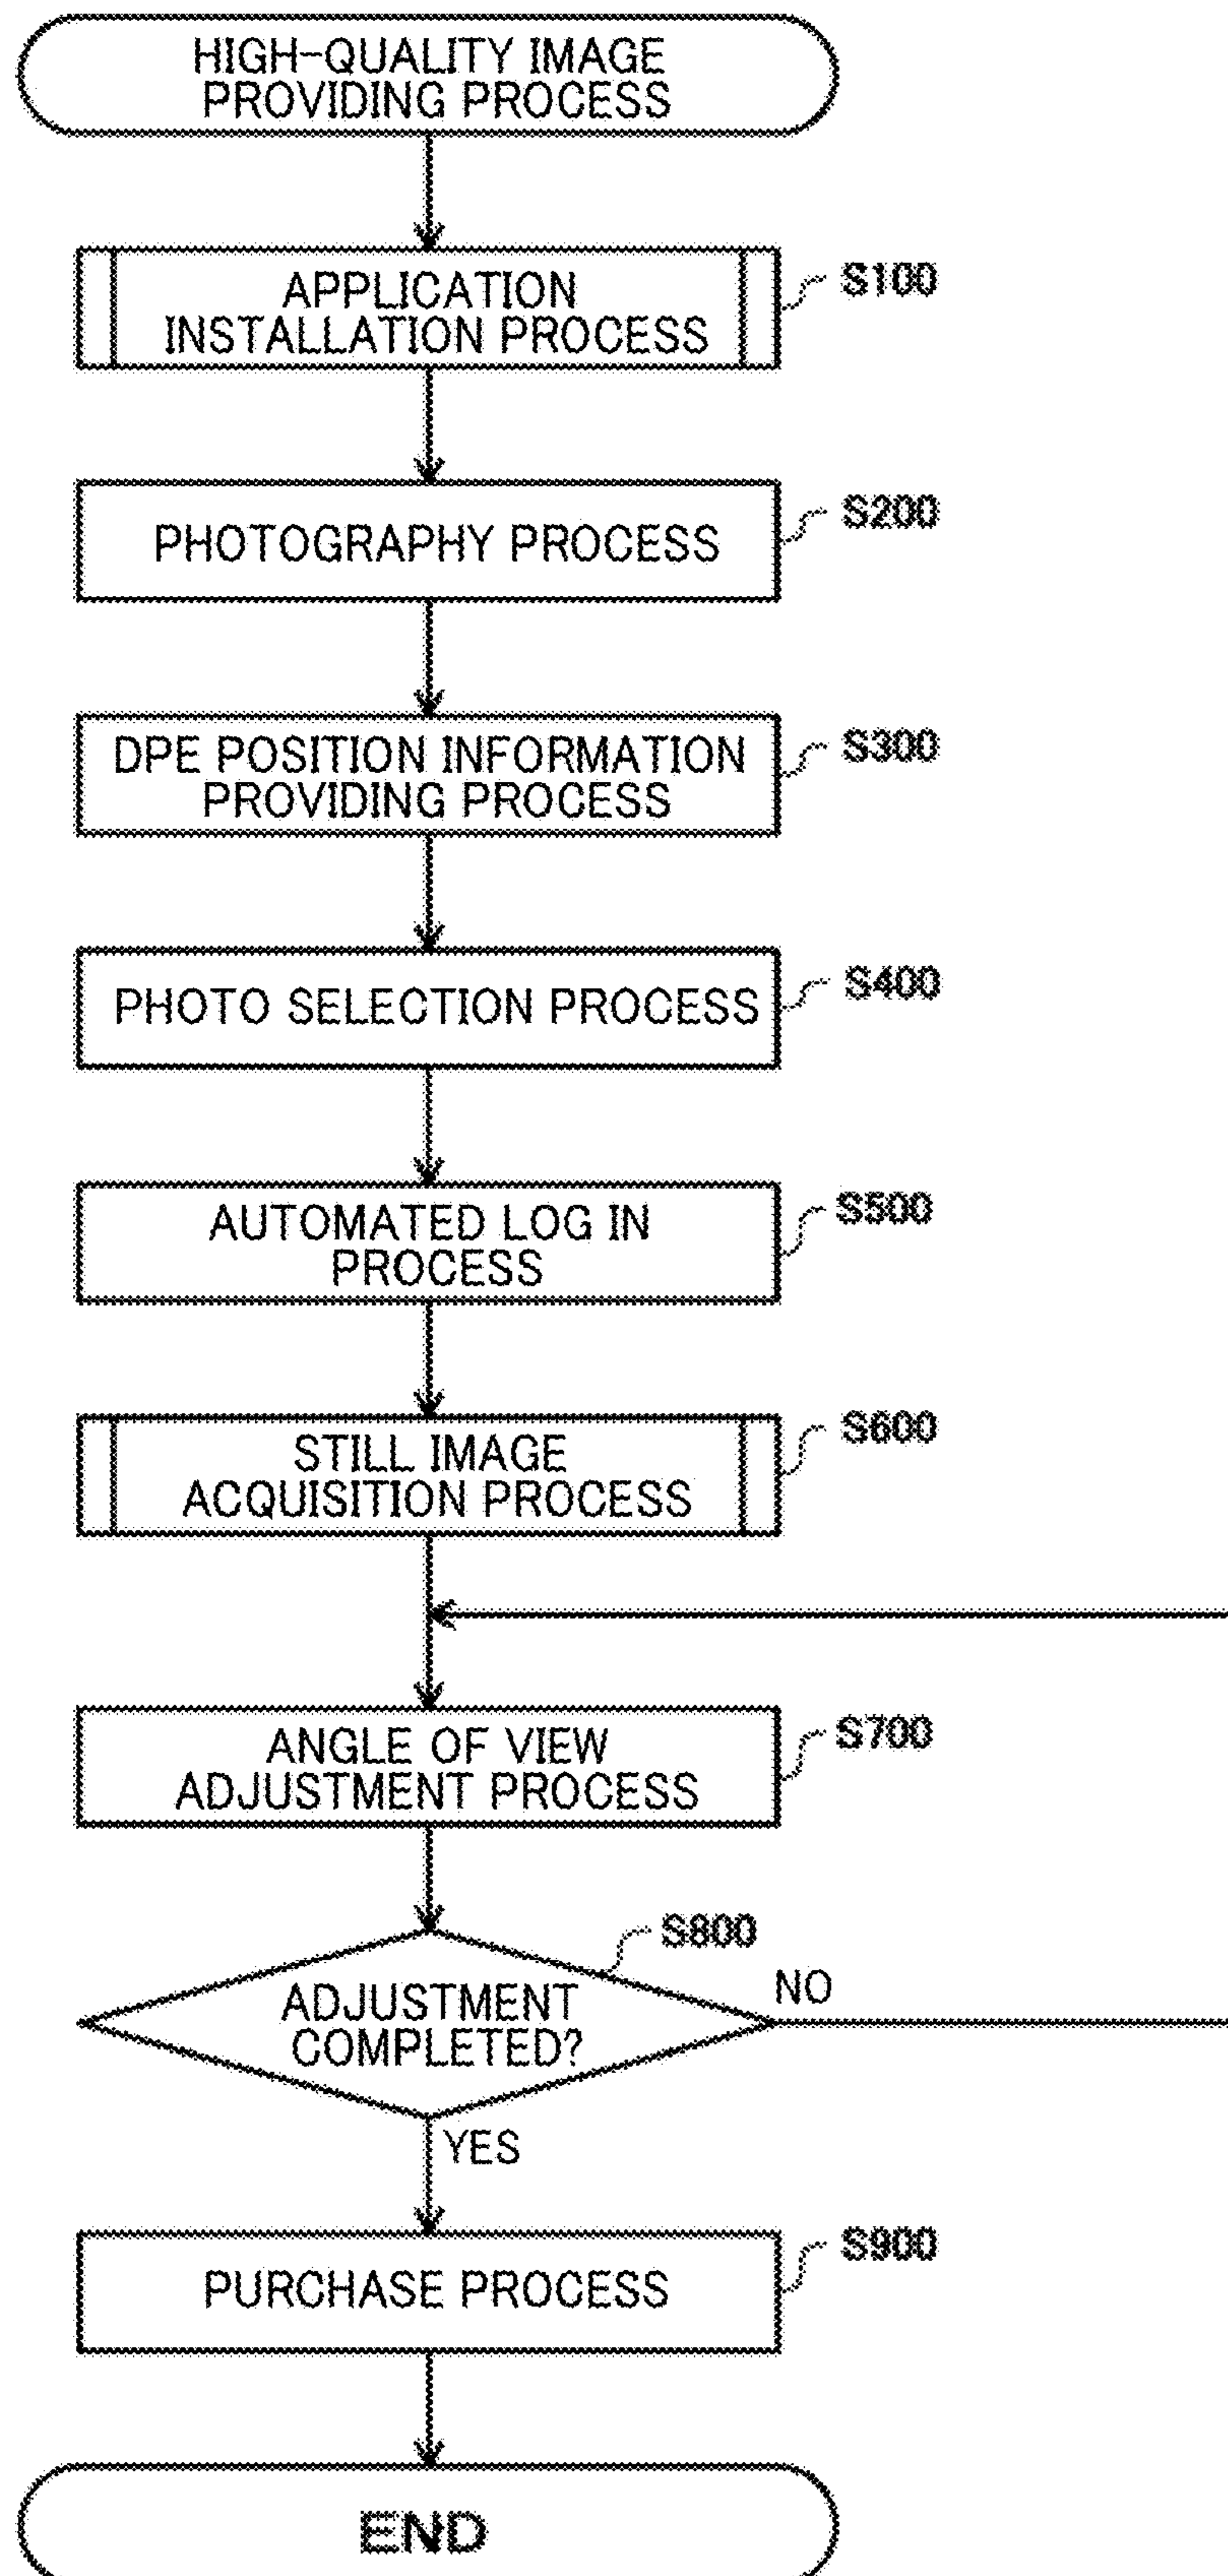 HIGH-QUALITY IMAGE
PROVIDING PROCESS
APPLICATION
INSTALLATION PROCESS
S100
PHOTOGRAPHY PROCESS
S200
DPE POSITION INFORMATION
PROVIDING PROCESS
S300
PHOTO SELECTION PROCESS
S400
AUTOMATED LOG IN
PROCESS
S500
STILL IMAGE
ACQUISITION PROCESS
S600
ANGLE OF VIEW
ADJUSTMENT PROCESS
S700
S800
ADJUSTMENT
COMPLETED?
NO
YES
PURCHASE PROCESS
S900
END